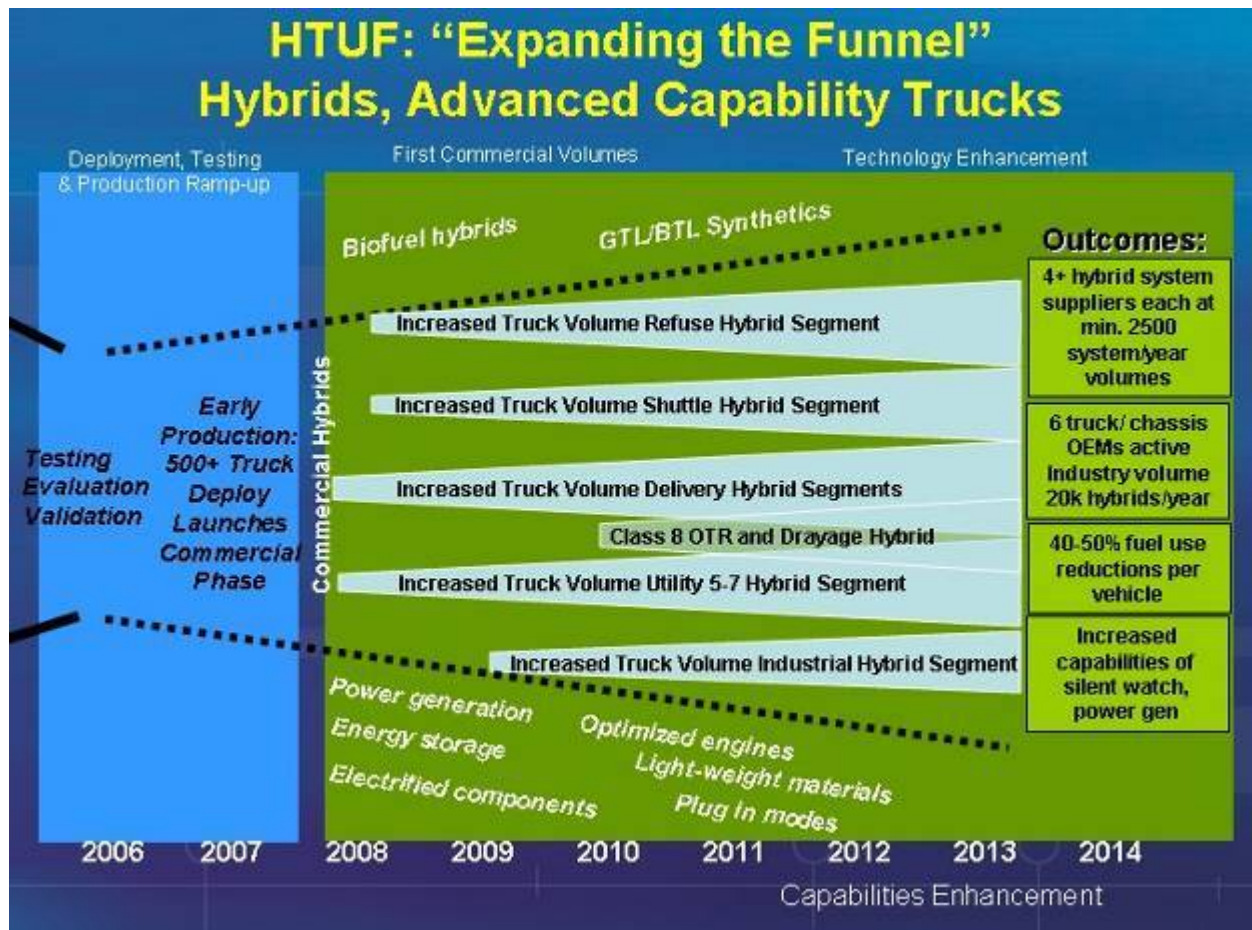 HTUF: “Expanding the Funnel”
Hybrids, Advanced Capability Trucks
Deployment, Testing
& Production Ramp-up
First Commercial Volumes
Technology Enhancement
Biofuel hybrids
GTL/BTL Synthetics
Testing
Evaluation
Validation
Early
Production:
500+ Truck
Deploy
Launches
Commercial
Phase
Commercial Hybrids
Increased Truck Volume Refuse Hybrid Segment
Increased Truck Volume Shuttle Hybrid Segment
Increased Truck Volume Delivery Hybrid Segments
Class 8 OTR and Drayage Hybrid
Increased Truck Volume Utility 5-7 Hybrid Segment
Increased Truck Volume Industrial Hybrid Segment
Outcomes:
4+ hybrid system
suppliers each at
min. 2500
system/year
volumes
6 truck/ chassis
OEMs active
Industry volume
20k hybrids/year
40-50% fuel use
reductions per
vehicle
Increased
capabilities of
silent watch,
power gen
Power generation
Energy storage
Electrified components
Optimized engines
Light-weight materials
Plug in modes
2006 2007 2008 2009 2010 2011 2012 2013 2014
Capabilities Enhancement